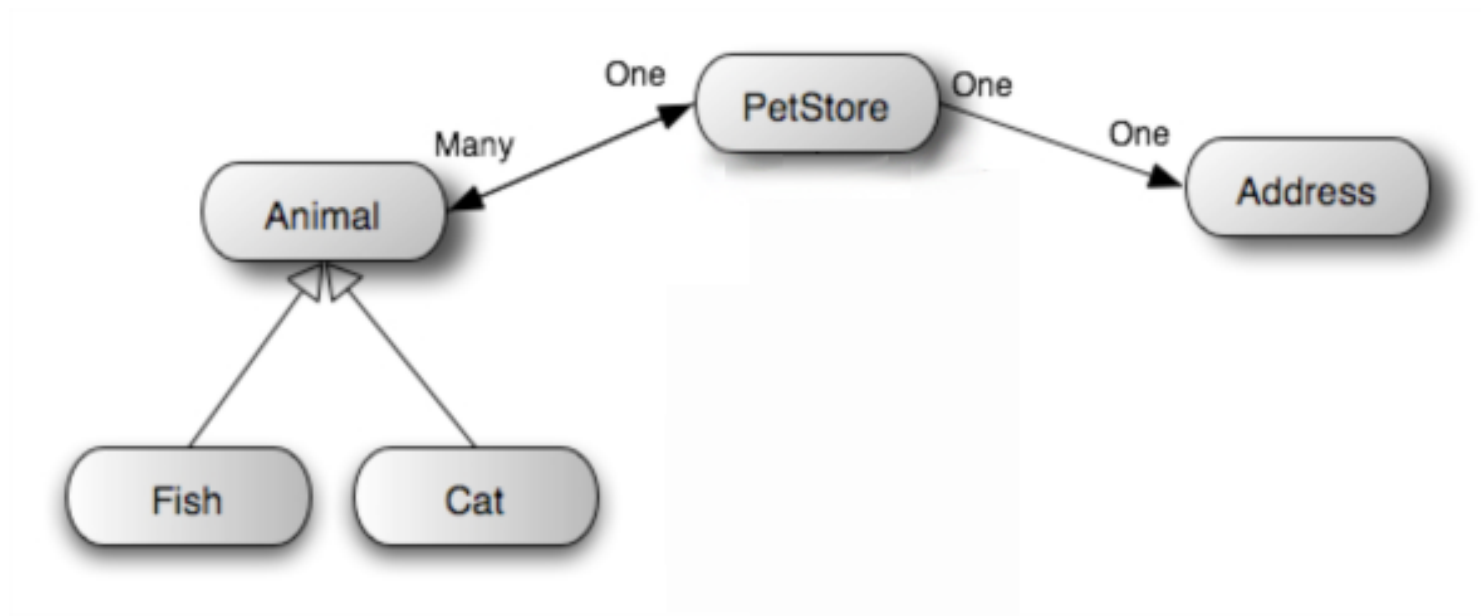 One
PetStore
One
Many
One
Animal
Address
Fish
Cat